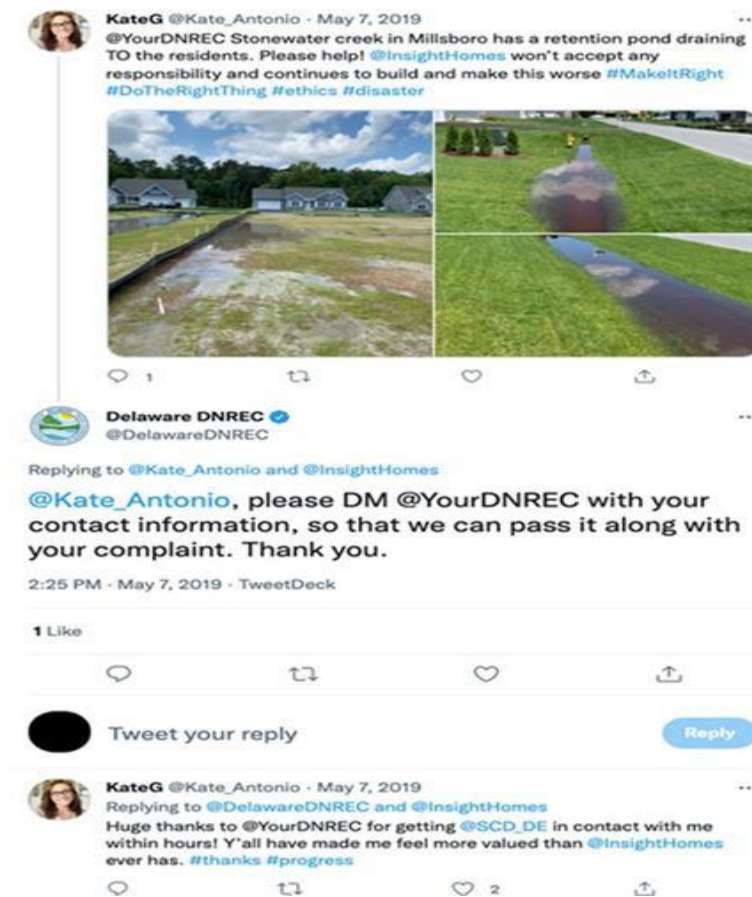 KateG @Kate_Antonio · May 7, 2019
@YourDNREC Stonewater creek in Millsboro has a retention pond draining
TO the residents. Please help! @InsightHomes won't accept any
responsibility and continues to build and make this worse #MakeItRight
#DoTheRightThing #ethics #disaster
1
Delaware DNREC
@DelawareDNREC
Replying to @Kate_Antonio and @InsightHomes
@Kate_Antonio, please DM @YourDNREC with your
contact information, so that we can pass it along with
your complaint. Thank you.
2:25 PM · May 7, 2019 · TweetDeck
1 Like
Tweet your reply
Reply
KateG @Kate_Antonio · May 7, 2019
Replying to @DelawareDNREC and @InsightHomes
Huge thanks to @YourDNREC for getting @SCD_DE in contact with me
within hours! Y'all have made me feel more valued than @InsightHomes
ever has. #thanks #progress
2